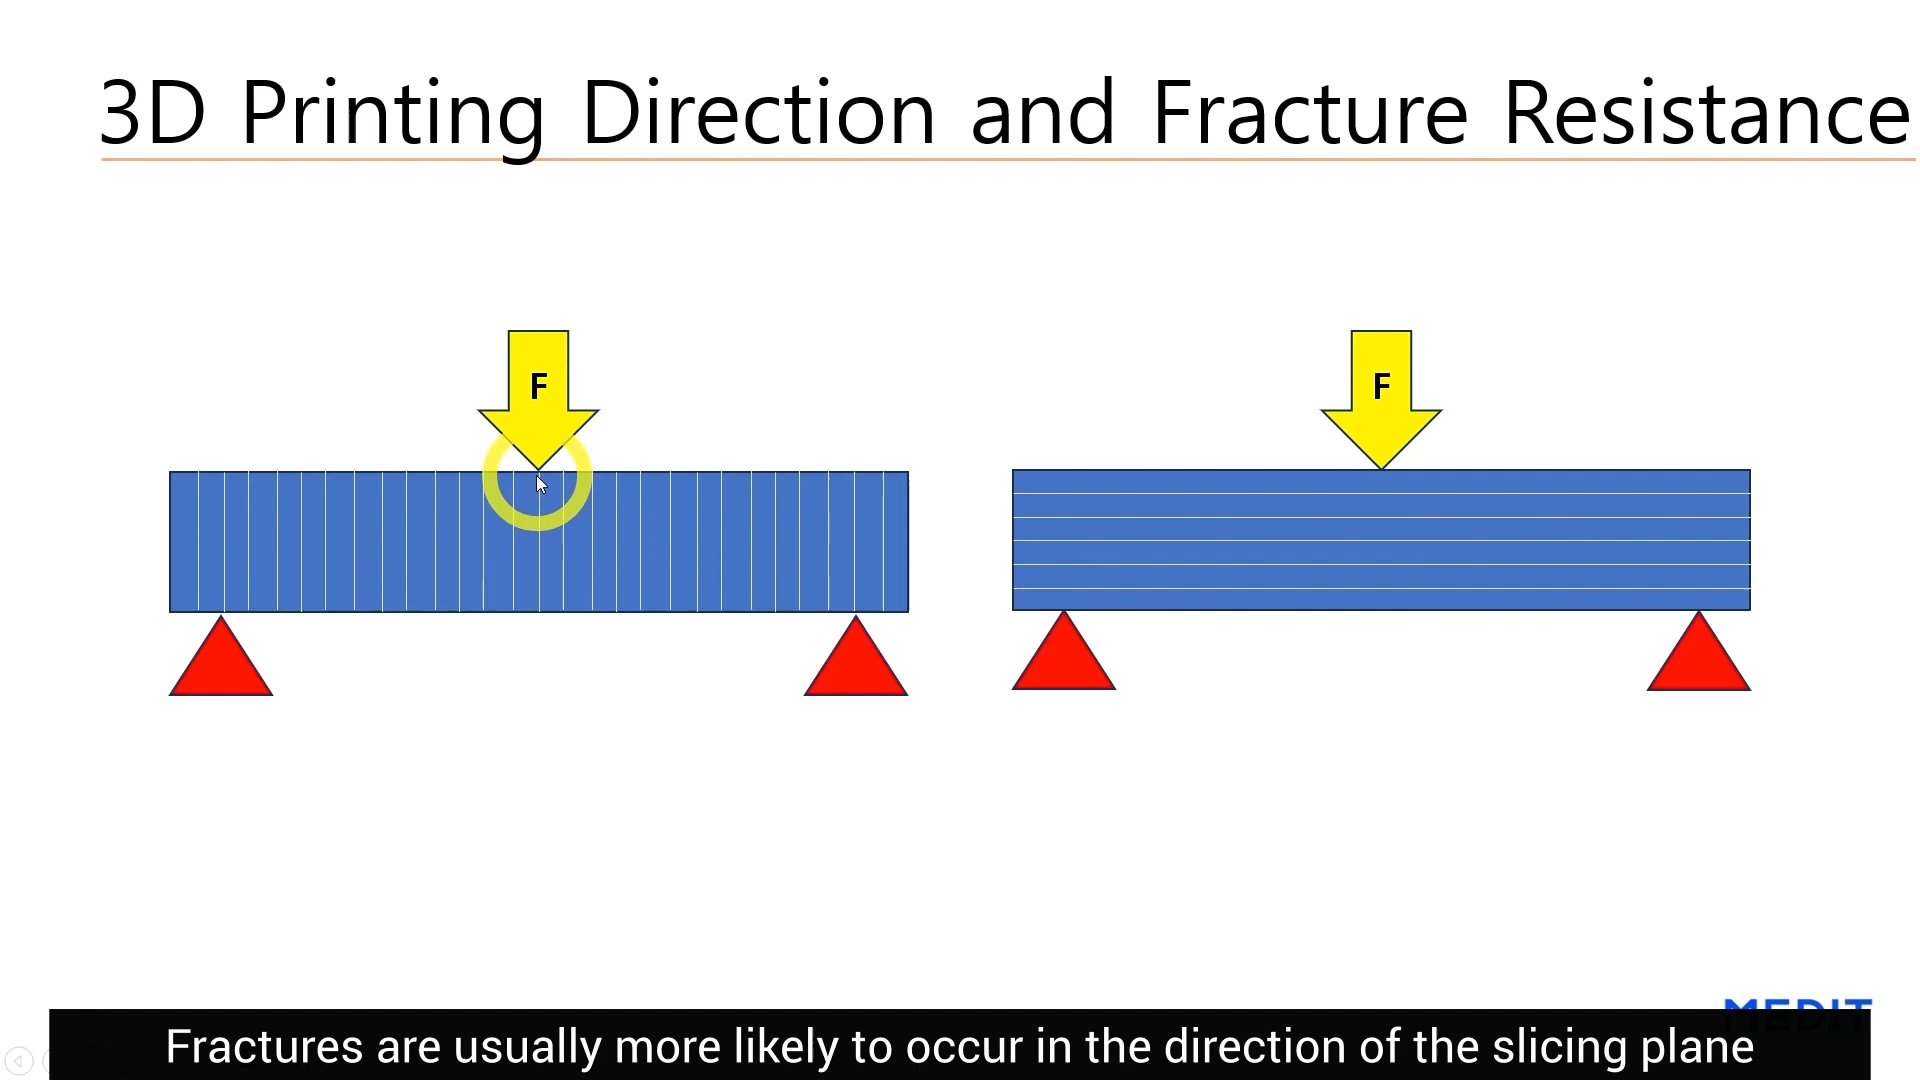 3D Printing Direction and Fracture Resistance
F
F
MEDIT
Fractures are usually more likely to occur in the direction of the slicing plane